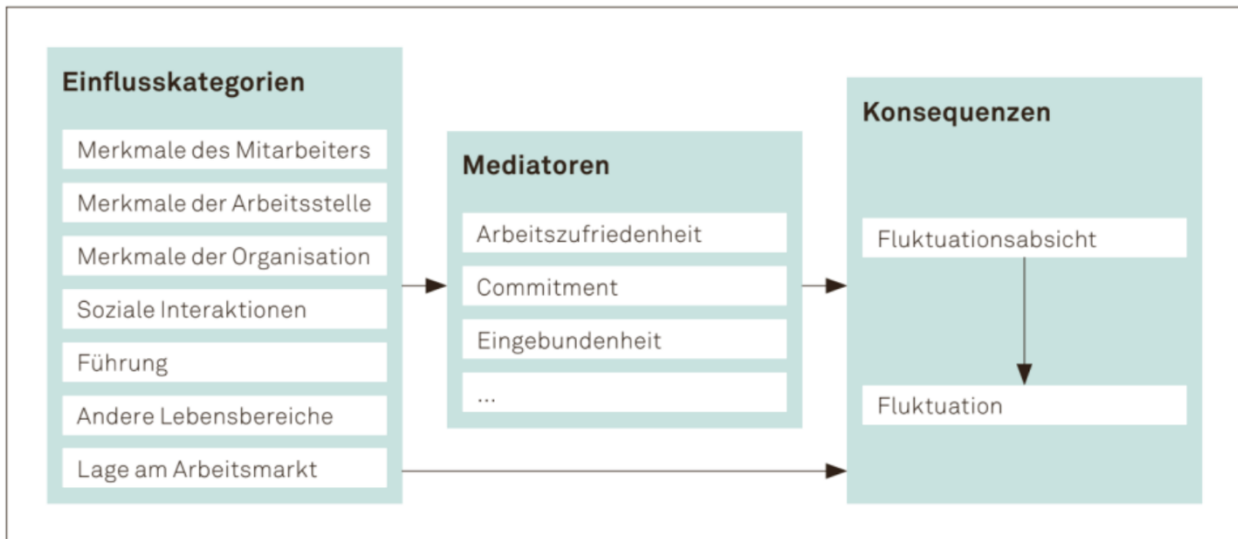 Einflusskategorien
Merkmale des Mitarbeiters
Merkmale der Arbeitsstelle
Merkmale der Organisation
Soziale Interaktionen
Führung
Andere Lebensbereiche
Lage am Arbeitsmarkt
Mediatoren
Arbeitszufriedenheit
Commitment
Eingebundenheit
...
Konsequenzen
Fluktuationsabsicht
Fluktuation